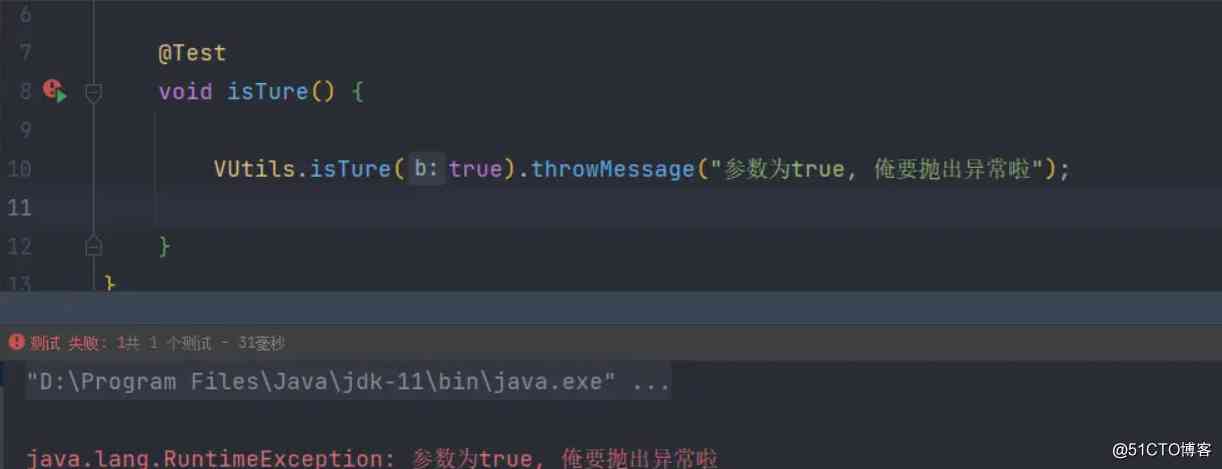 6
7 @Test
8 void isTure() {
9
10 VUtils.isTure( b: true).throwMessage("参数为true, 俺要抛出异常啦");
11
12 }
13 }
测试 失败: 1共 1 个测试 - 31毫秒
"D:\Program Files\Java\jdk-11\bin\java.exe" ...
java.lang.RuntimeException: 参数为true, 俺要抛出异常啦
@51CTO博客